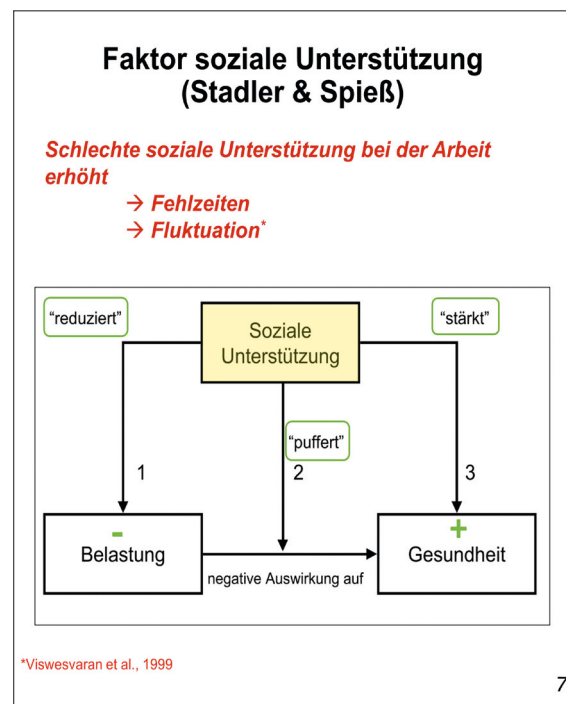 Faktor soziale Unterstützung
(Stadler & Spieß)
Schlechte soziale Unterstützung bei der Arbeit
erhöht
→ Fehlzeiten
→ Fluktuation*
“reduziert”
Soziale
Unterstützung
“stärkt”
“puffert”
1
2
3
-
Belastung
negative Auswirkung auf
+
Gesundheit
*Viswesvaran et al., 1999
7